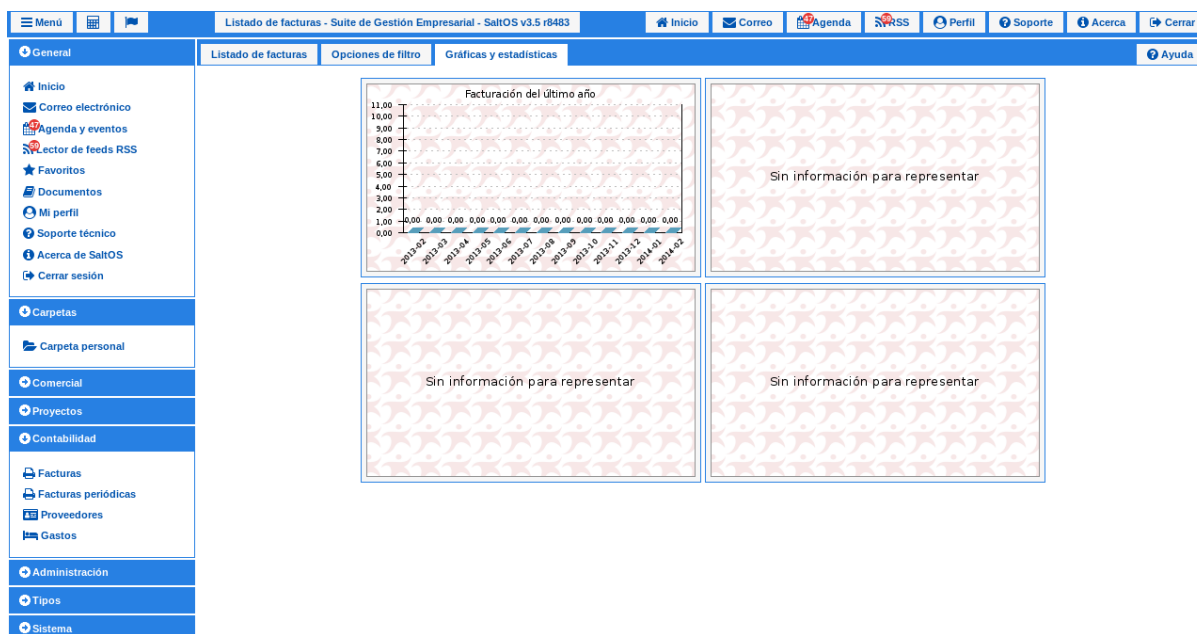 Menú
Listado de facturas - Suite de Gestión Empresarial - SaltOS v3.5 r8483
Inicio
Correo
47
Agenda
59
RSS
Perfil
Soporte
Acerca
Cerrar
General
Inicio
Correo electrónico
47
Agenda y eventos
59
Lector de feeds RSS
Favoritos
Documentos
Mi perfil
Soporte técnico
Acerca de SaltOS
Cerrar sesión
Carpetas
Carpeta personal
Comercial
Proyectos
Contabilidad
Facturas
Facturas periódicas
Proveedores
Gastos
Administración
Tipos
Sistema
Listado de facturas
Opciones de filtro
Gráficas y estadísticas
Ayuda
Facturación del último año
11,00
10,00
9,00
8,00
7,00
6,00
5,00
4,00
3,00
2,00
1,00
0,00
0,00 0,00 0,00 0,00 0,00 0,00 0,00 0,00 0,00 0,00 0,00 0,00 0,00
2013-02 2013-03 2013-04 2013-05 2013-06 2013-07 2013-08 2013-09 2013-10 2013-11 2013-12 2014-01 2014-02
Sin información para representar
Sin información para representar
Sin información para representar